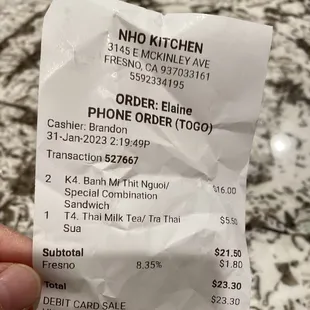 NHO KITCHEN
3145 E MCKINLEY AVE
FRESNO, CA 937033161
5592334195
ORDER: Elaine
PHONE ORDER (TOGO)
Cashier: Brandon
31-Jan-2023 2:19:49P
Transaction 527667
2 K4. Banh Mi Thit Nguoi/ $16.00
Special Combination
Sandwich
1 T4. Thai Milk Tea/ Tra Thai $5.50
Sua
Subtotal $21.50
Fresno 8.35% $1.80
Total $23.30
DEBIT CARD SALE $23.30